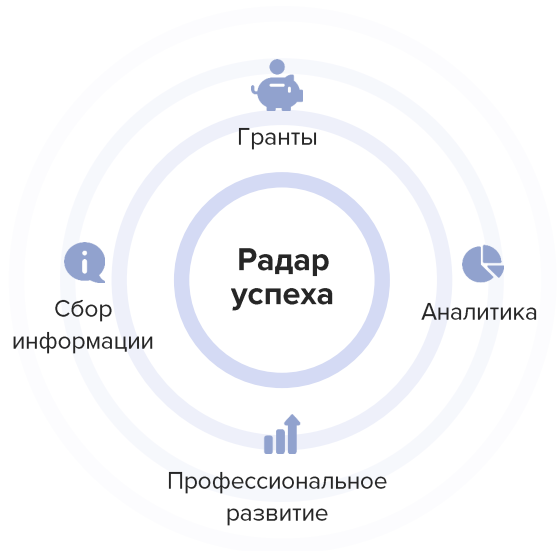 Гранты
Радар
успеха
Сбор
информации
Аналитика
Профессиональное
развитие